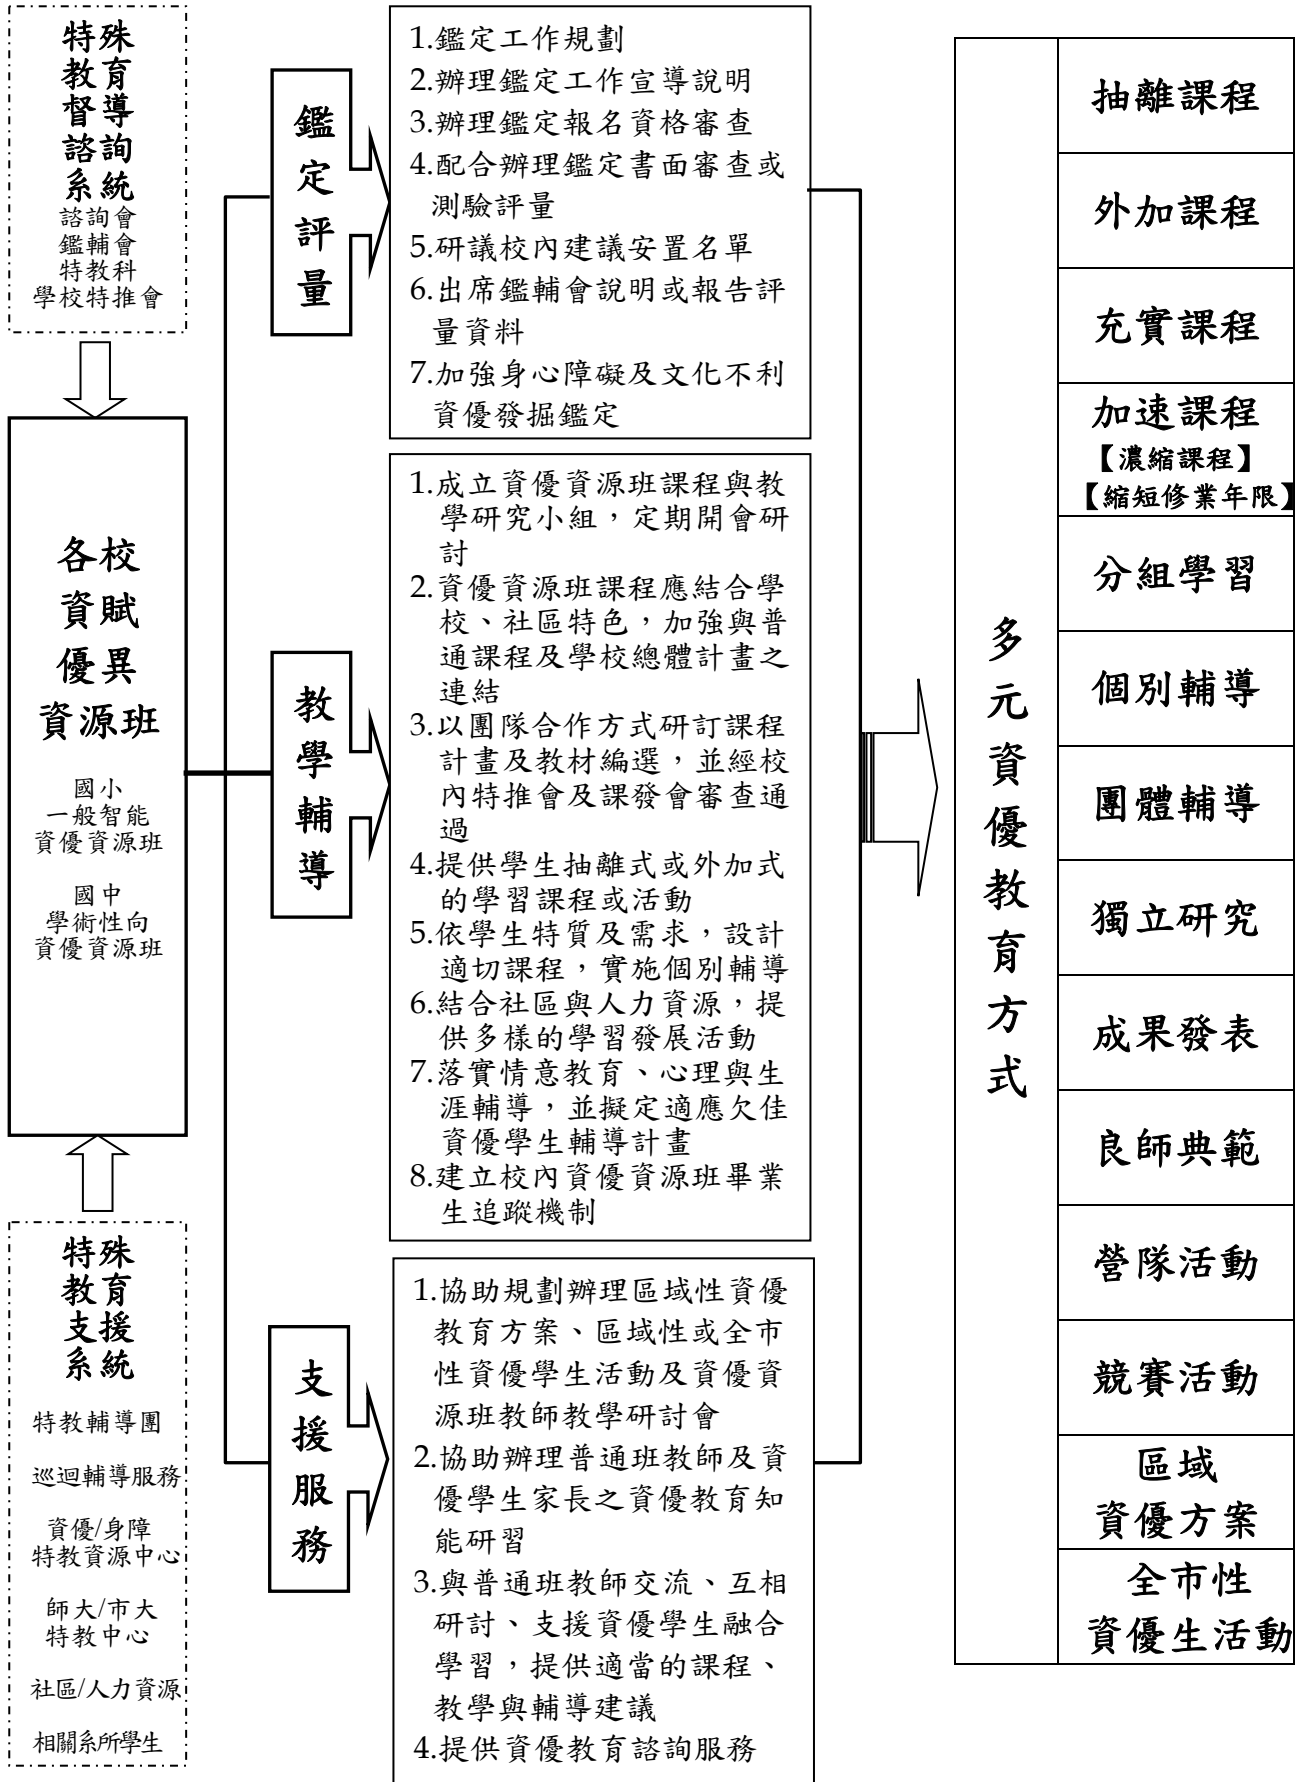 特殊
教育
督導
諮詢
系統
諮詢會
鑑輔會
特教科
學校特推會
各校
資賦
優異
資源班
國小
一般智能
資優資源班
國中
學術性向
資優資源班
特殊
教育
支援
系統
特教輔導團
巡迴輔導服務
資優/身障
特教資源中心
師大/市大
特教中心
社區/人力資源
相關系所學生
鑑定評量
1.鑑定工作規劃
2.辦理鑑定工作宣導說明
3.辦理鑑定報名資格審查
4.配合辦理鑑定書面審查或
測驗評量
5.研議校內建議安置名單
6.出席鑑輔會說明或報告評
量資料
7.加強身心障礙及文化不利
資優發掘鑑定
教學輔導
1.成立資優資源班課程與教
學研究小組，定期開會研
討
2.資優資源班課程應結合學
校、社區特色，加強與普
通課程及學校總體計畫之
連結
3.以團隊合作方式研訂課程
計畫及教材編選，並經校
內特推會及課發會審查通
過
4.提供學生抽離式或外加式
的學習課程或活動
5.依學生特質及需求，設計
適切課程，實施個別輔導
6.結合社區與人力資源，提
供多樣的學習發展活動
7.落實情意教育、心理與生
涯輔導，並擬定適應欠佳
資優學生輔導計畫
8.建立校內資優資源班畢業
生追蹤機制
支援服務
1.協助規劃辦理區域性資優
教育方案、區域性或全市
性資優學生活動及資優資
源班教師教學研討會
2.協助辦理普通班教師及資
優學生家長之資優教育知
能研習
3.與普通班教師交流、互相
研討、支援資優學生融合
學習，提供適當的課程、
教學與輔導建議
4.提供資優教育諮詢服務
多元資優教育方式
抽離課程
外加課程
充實課程
加速課程
【濃縮課程】
【縮短修業年限】
分組學習
個別輔導
團體輔導
獨立研究
成果發表
良師典範
營隊活動
競賽活動
區域
資優方案
全市性
資優生活動